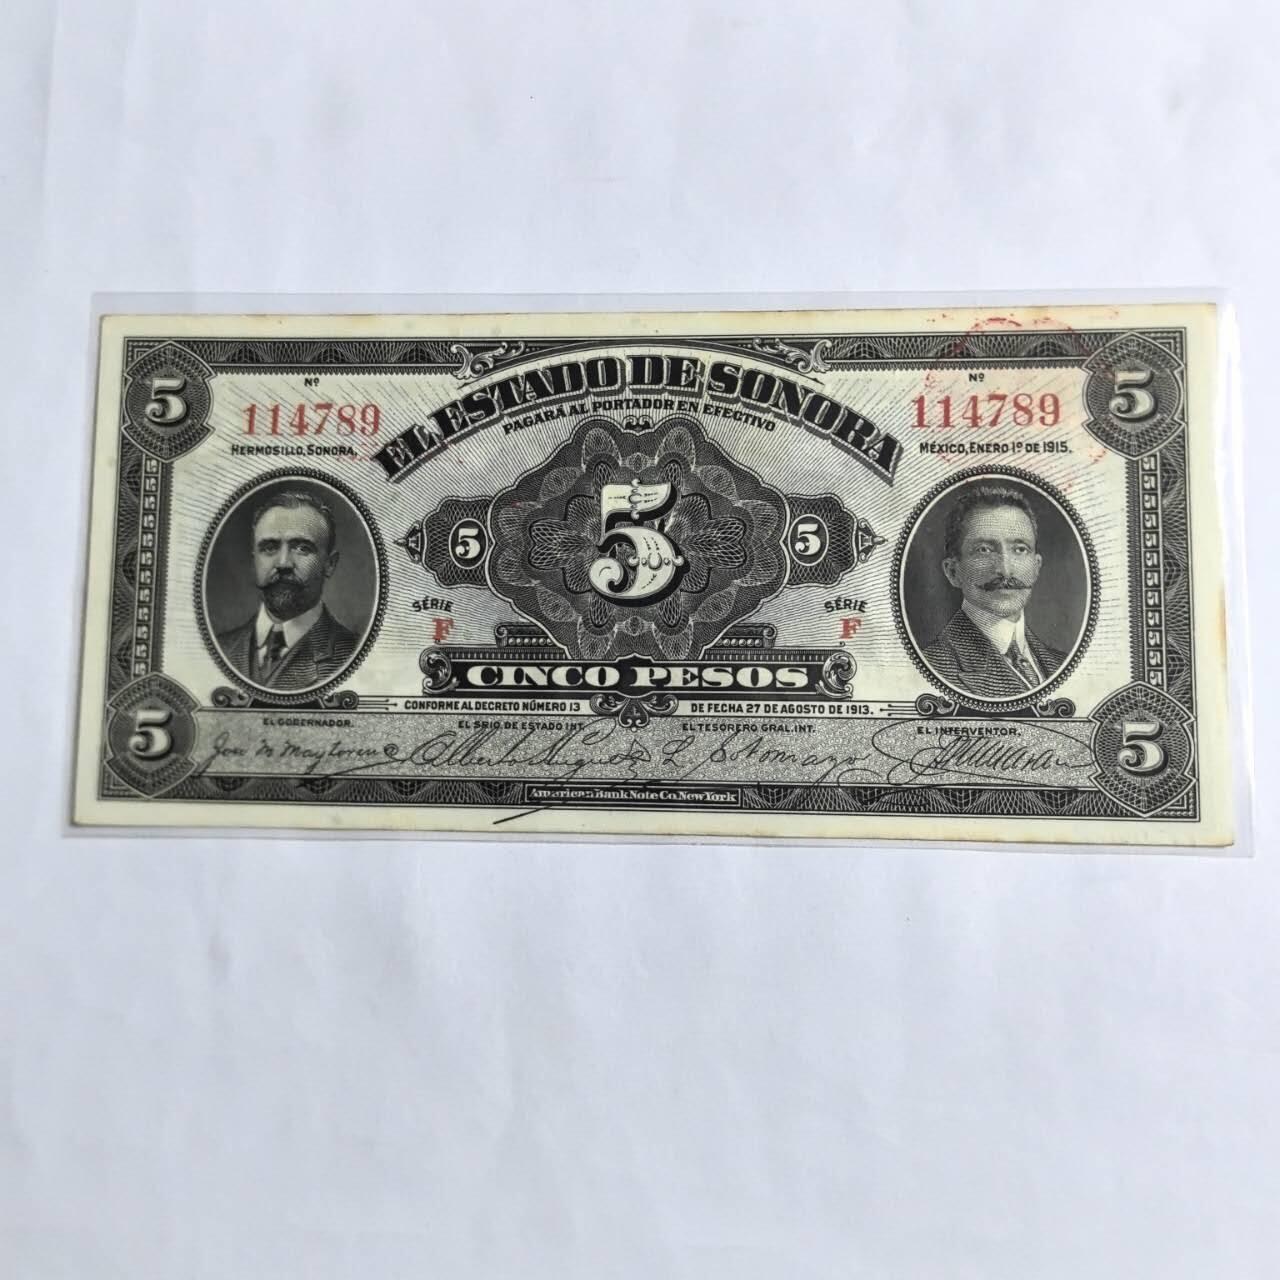 EL ESTADO DE SONORA
PAGARÁ AL PORTADOR EN EFECTIVO
5 5
Nº Nº
114789 114789
HERMOSILLO, SONORA, MÉXICO, ENERO 1º DE 1915.
5 5 5
SÉRIE SÉRIE
F F
CINCO PESOS
CONFORME AL DECRETO NÚMERO 13 DE FECHA 27 DE AGOSTO DE 1913.
EL GOBERNADOR. EL SRIO. DE ESTADO INT. EL TESORERO GRAL. INT. EL INTERVENTOR.
5 5
José M Maytorena L. Sotomayor
American Bank Note Co. New York